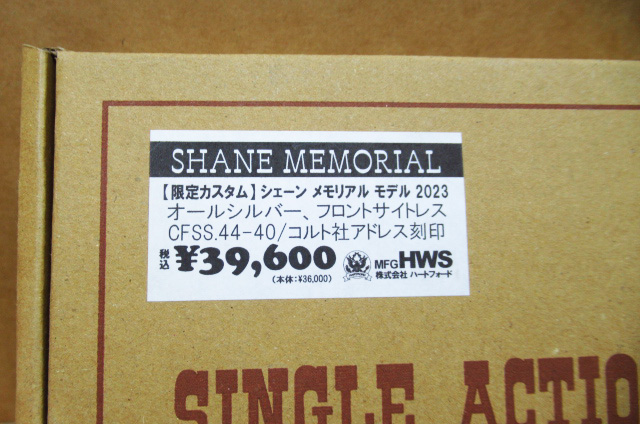 SHANE MEMORIAL
【限定カスタム】シェーン メモリアル モデル 2023
オールシルバー、フロントサイトレス
CFSS.44-40/コルト社アドレス刻印
税込 ¥39,600
(本体:¥36,000)
MFG HWS
株式会社 ハートフォード
SINGLE ACTIO